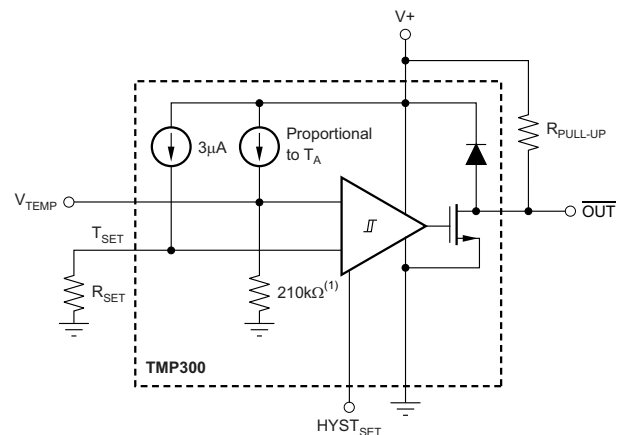 V+
3μA
Proportional
to T_A
R_PULL-UP
V_TEMP
OUT
T_SET
R_SET
210kΩ(1)
TMP300
HYST_SET